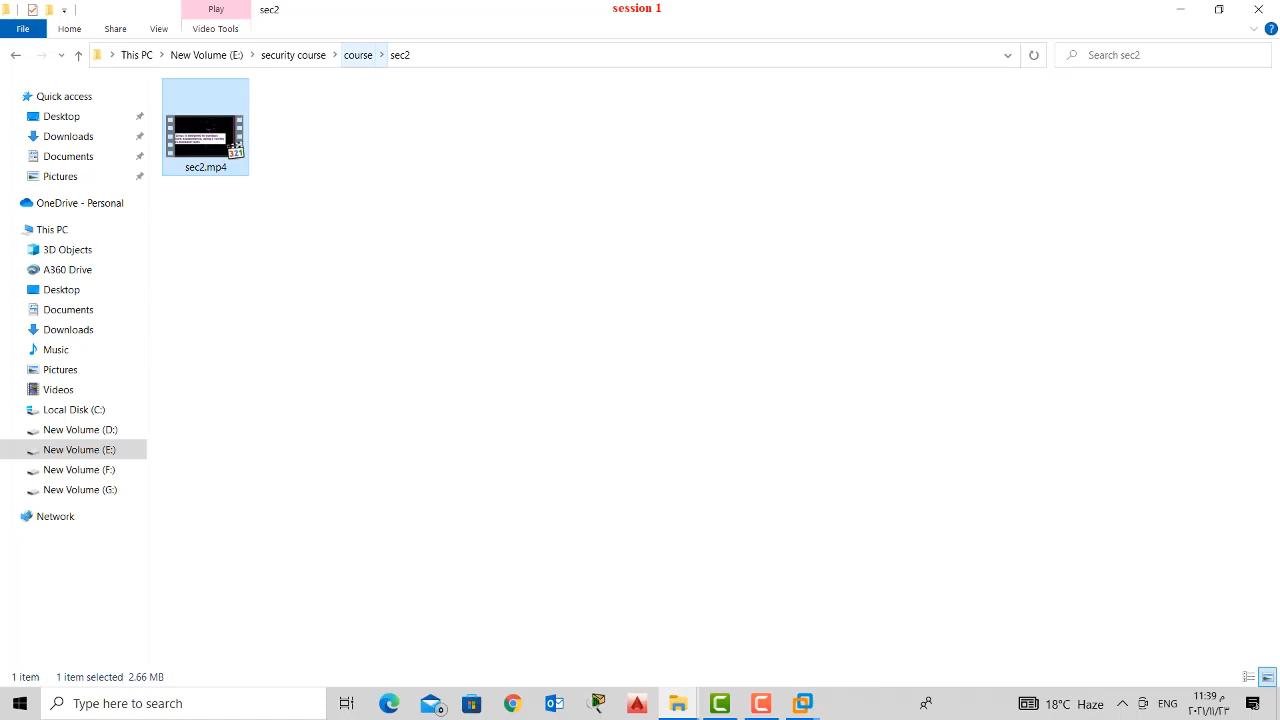 session 1
Play
sec2
File
Home
Share
View
Video Tools
This PC
New Volume (E:)
security course
course
sec2
Search sec2
Quick access
Desktop
Downloads
Documents
Pictures
OneDrive - Personal
This PC
3D Objects
A360 Drive
Desktop
Documents
Downloads
Music
Pictures
Videos
Local Disk (C:)
New Volume (D:)
New Volume (E:)
New Volume (F:)
New Volume (G:)
Network
321
sec2.mp4
1 item
1 item selected 2.66 MB
Type here to search
18°C Haze
ENG
11:39 م